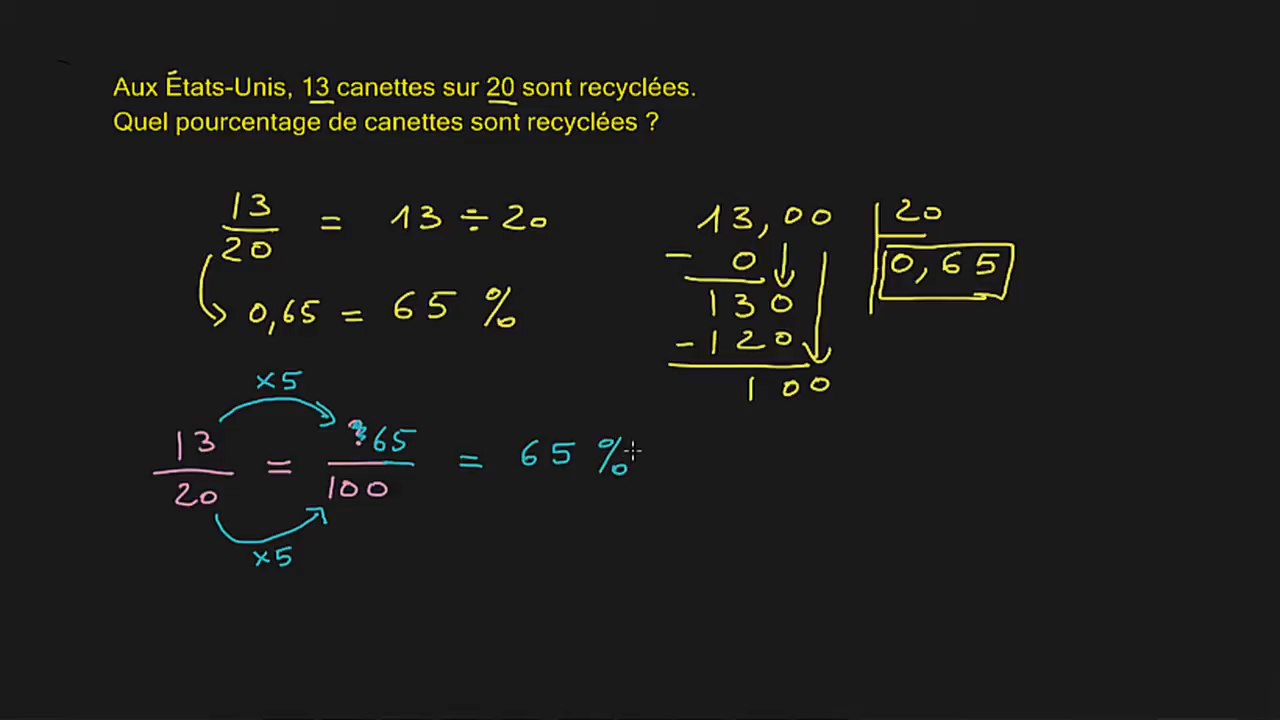 Aux États-Unis, 13 canettes sur 20 sont recyclées.
Quel pourcentage de canettes sont recyclées ?
13/20 = 13 ÷ 20
0,65 = 65 %
13,00 | 20
- 0 0,65
130
- 120
100
×5
13/20 = ?65/100 = 65 %
×5